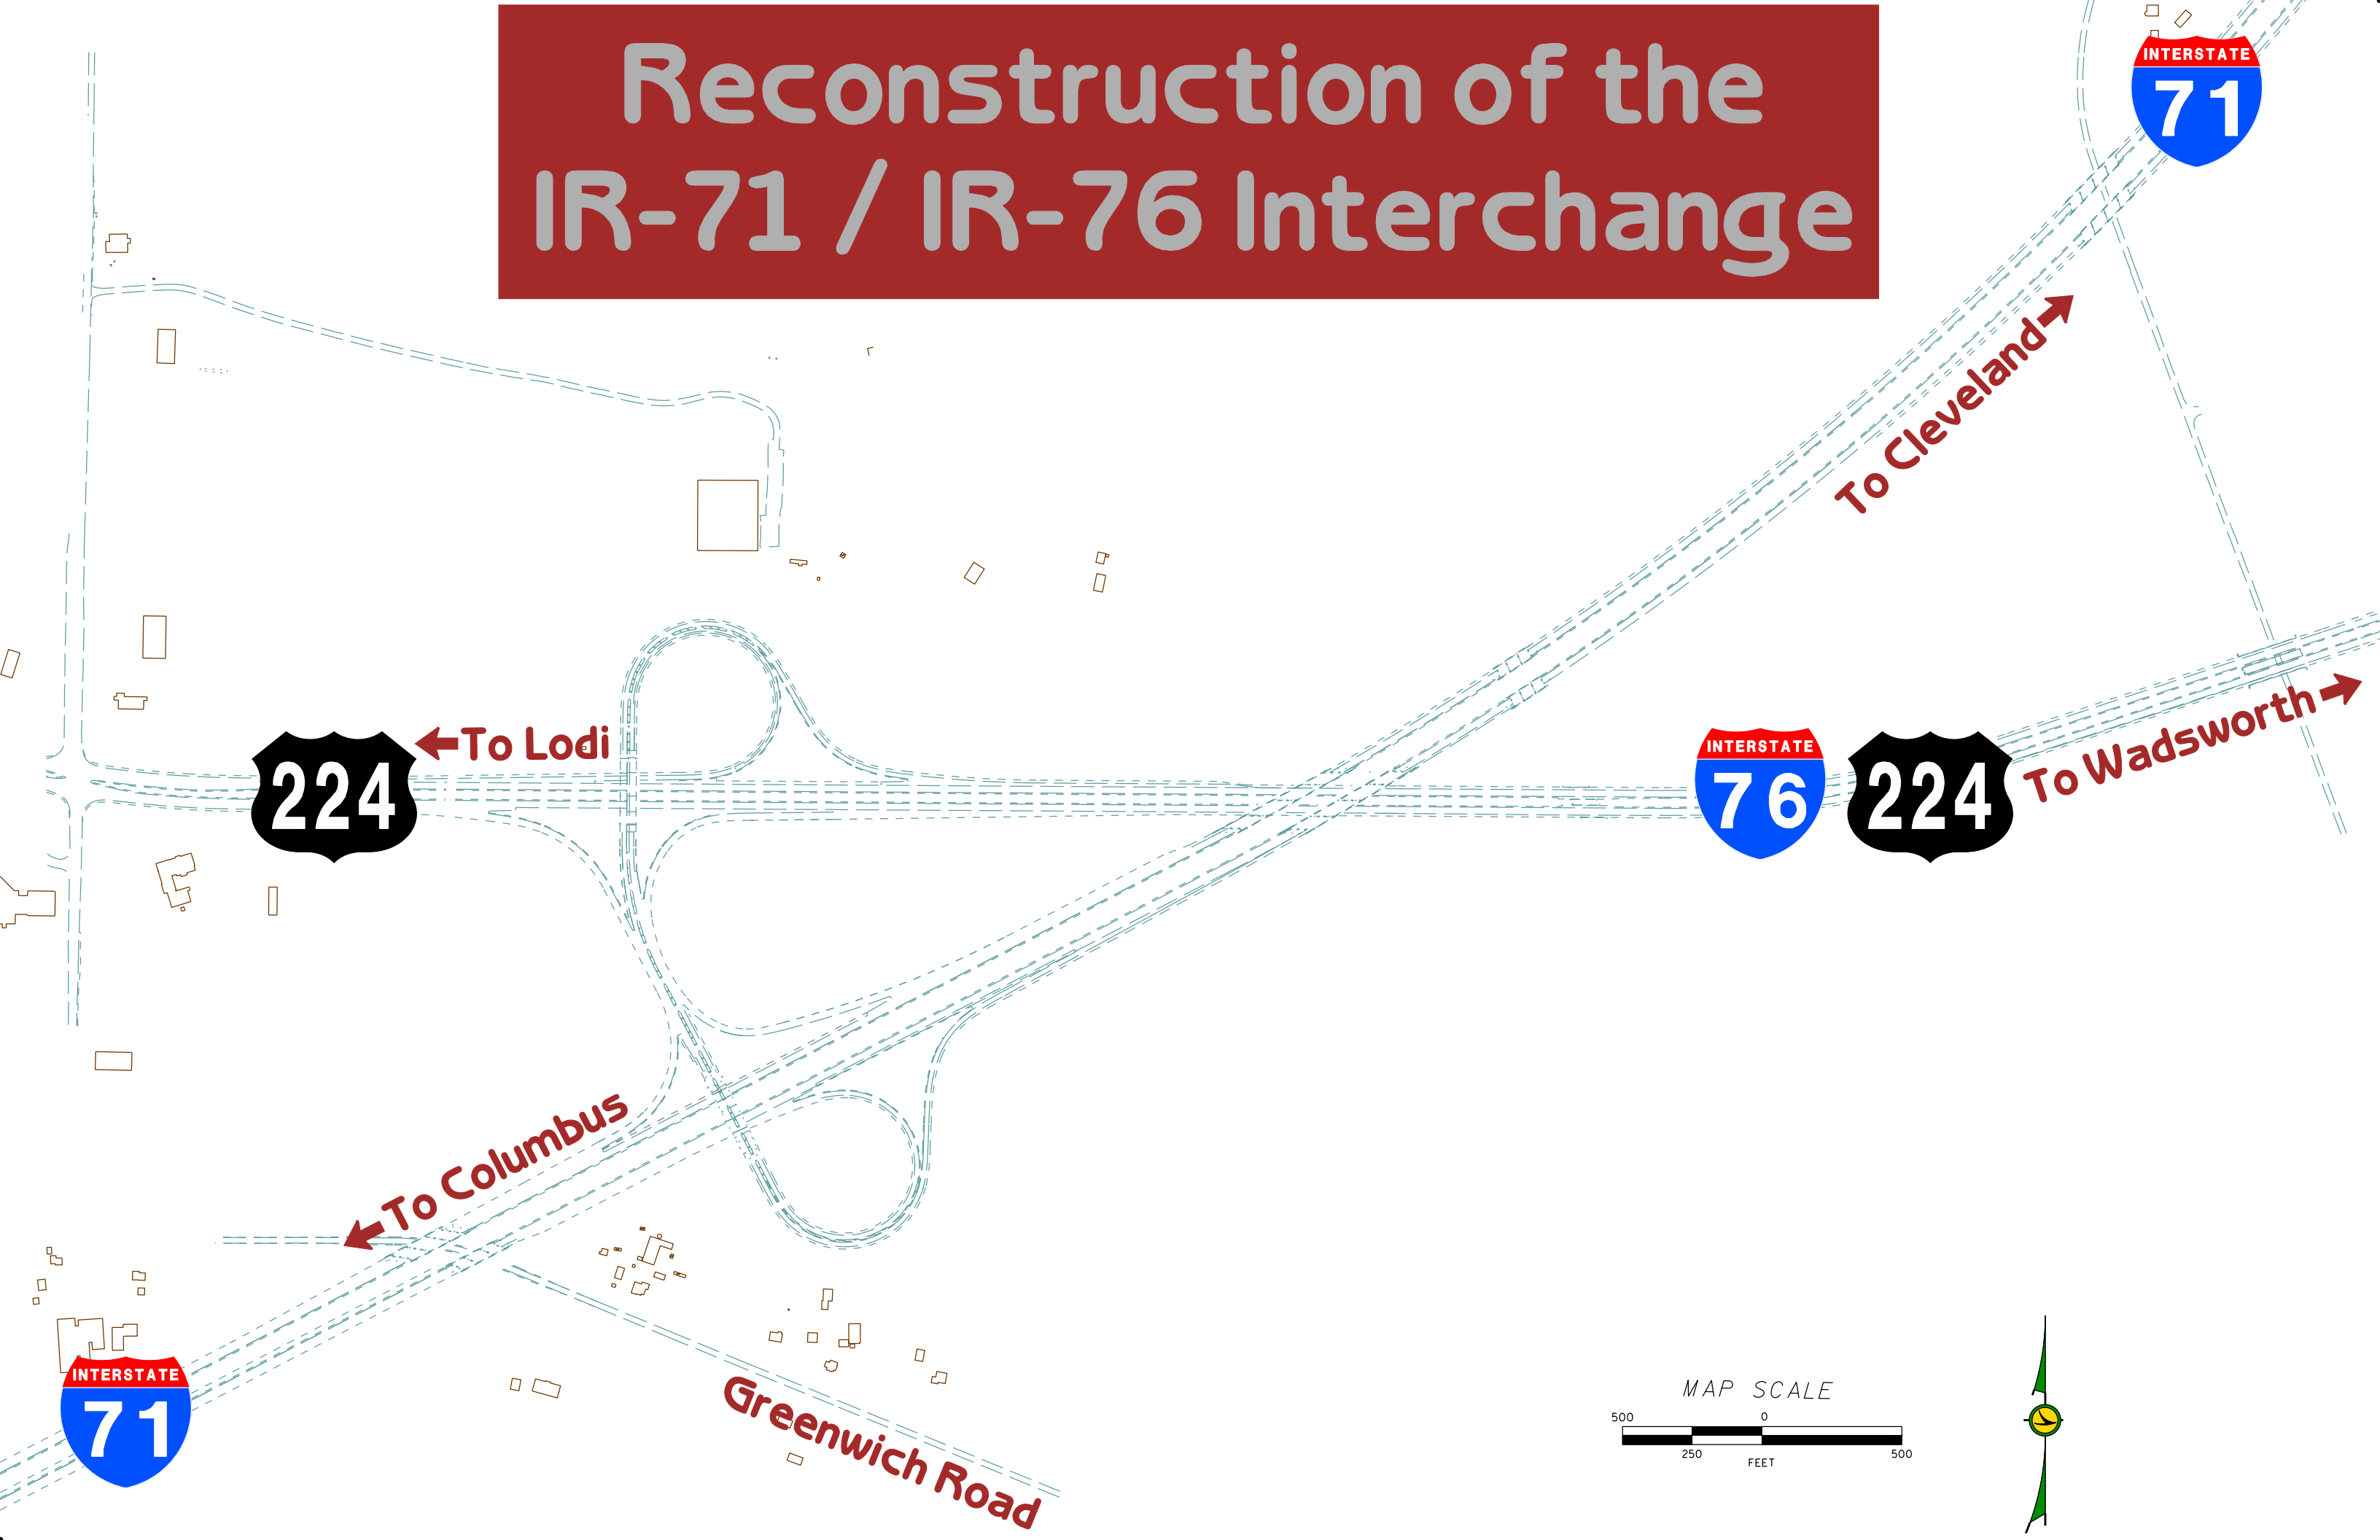 Reconstruction of the
IR-71 / IR-76 Interchange
INTERSTATE
71
To Cleveland
To Lodi
224
INTERSTATE
76
224
To Wadsworth
To Columbus
INTERSTATE
71
Greenwich Road
MAP SCALE
500 0
250 500
FEET